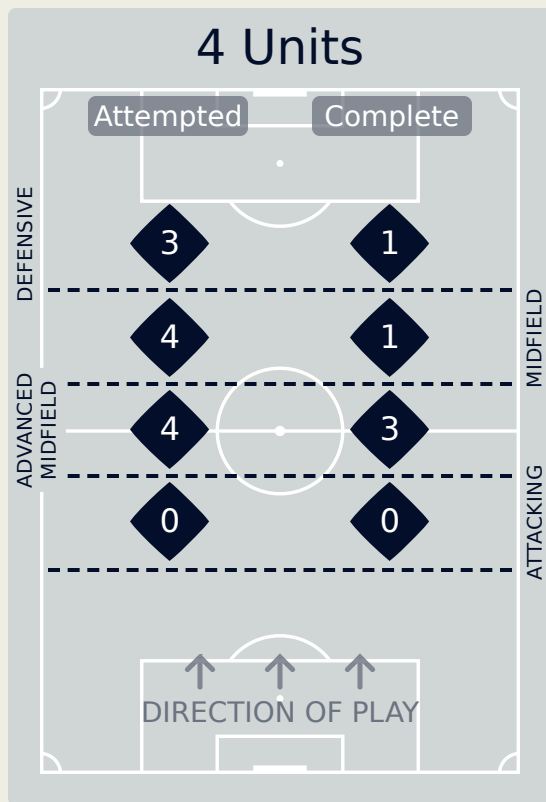 4 Units
Attempted Complete
DEFENSIVE
3 1
MIDFIELD
4 1
ADVANCED
MIDFIELD
4 3
ATTACKING
0 0
DIRECTION OF PLAY